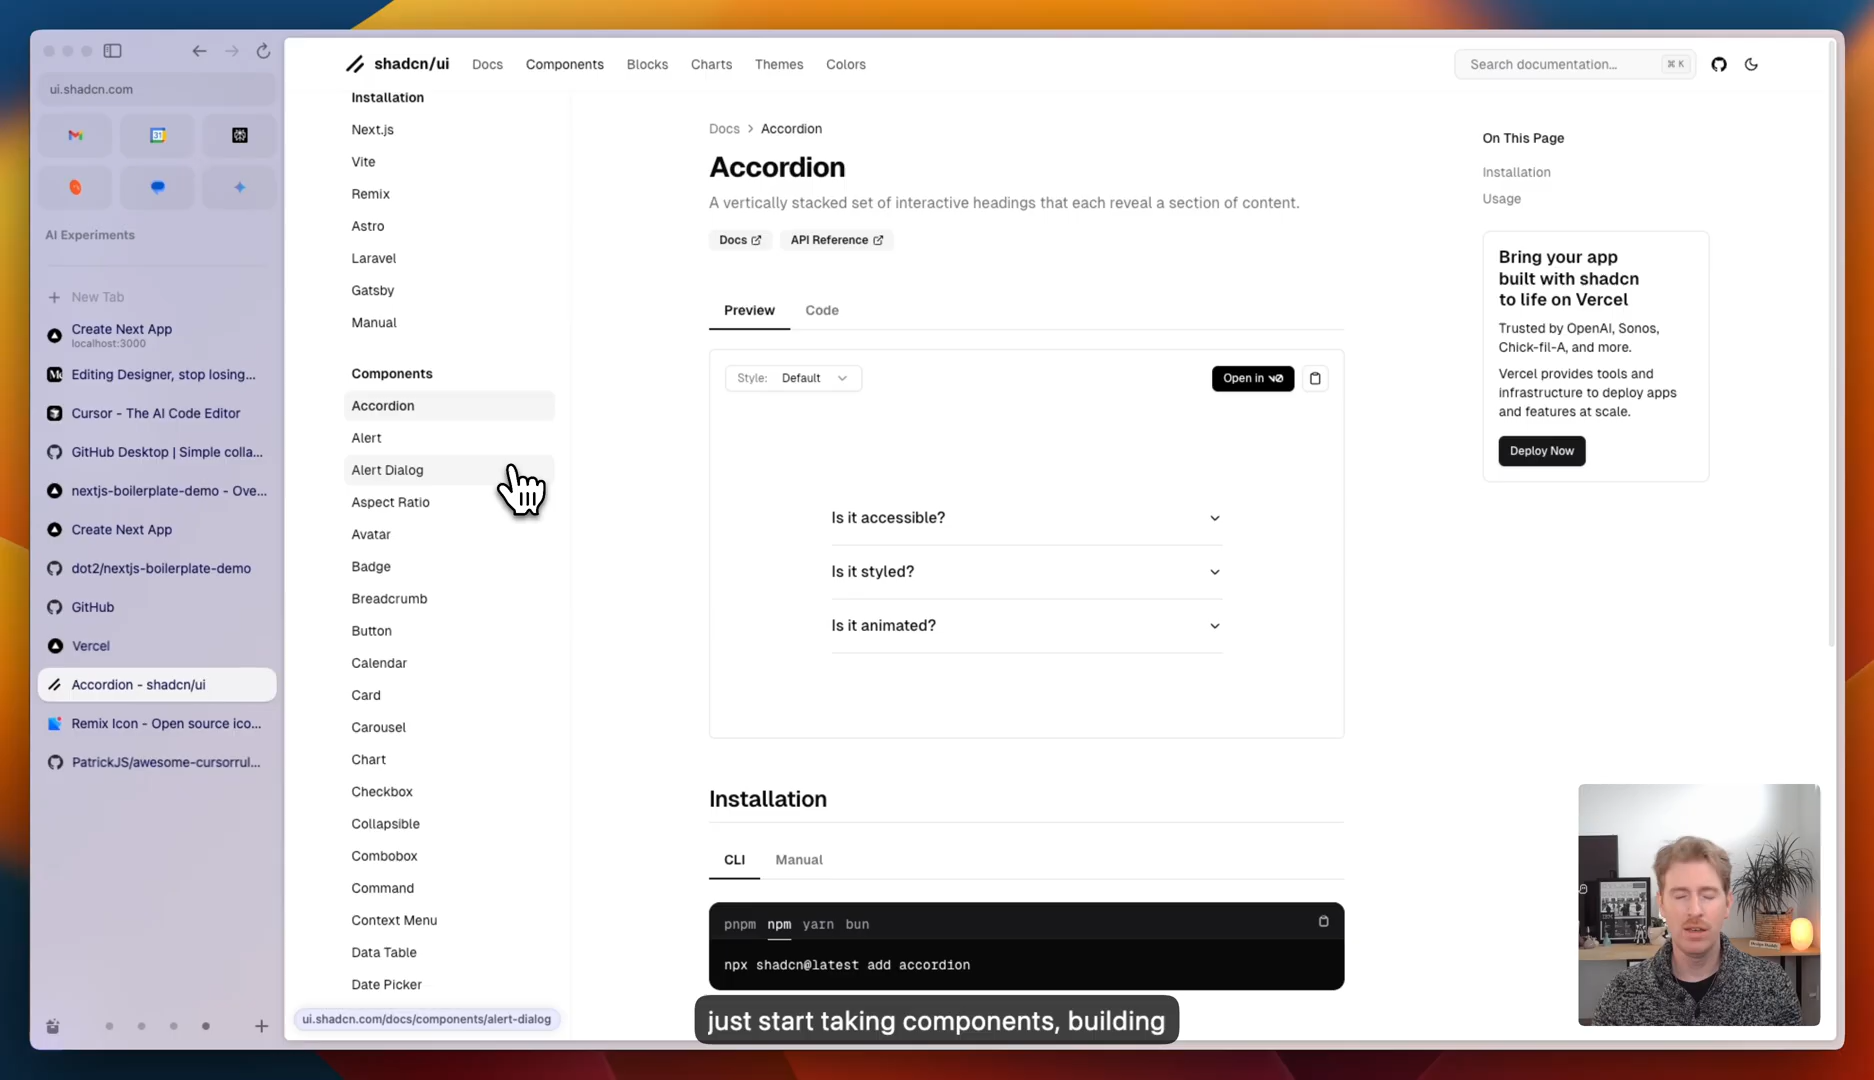 ui.shadcn.com
31
AI Experiments
New Tab
Create Next App
localhost:3000
Editing Designer, stop losing...
Cursor - The AI Code Editor
GitHub Desktop | Simple colla...
nextjs-boilerplate-demo - Ove...
Create Next App
dot2/nextjs-boilerplate-demo
GitHub
Vercel
Accordion - shadcn/ui
Remix Icon - Open source ico...
PatrickJS/awesome-cursorrul...
shadcn/ui
Docs
Components
Blocks
Charts
Themes
Colors
Search documentation...
⌘ K
Installation
Next.js
Vite
Remix
Astro
Laravel
Gatsby
Manual
Components
Accordion
Alert
Alert Dialog
Aspect Ratio
Avatar
Badge
Breadcrumb
Button
Calendar
Card
Carousel
Chart
Checkbox
Collapsible
Combobox
Command
Context Menu
Data Table
Date Picker
ui.shadcn.com/docs/components/alert-dialog
Docs > Accordion
Accordion
A vertically stacked set of interactive headings that each reveal a section of content.
Docs
API Reference
Preview
Code
Style: Default
Open in v0
Is it accessible?
Is it styled?
Is it animated?
Installation
CLI
Manual
pnpm npm yarn bun
npx shadcn@latest add accordion
just start taking components, building
On This Page
Installation
Usage
Bring your app
built with shadcn
to life on Vercel
Trusted by OpenAI, Sonos,
Chick-fil-A, and more.
Vercel provides tools and
infrastructure to deploy apps
and features at scale.
Deploy Now